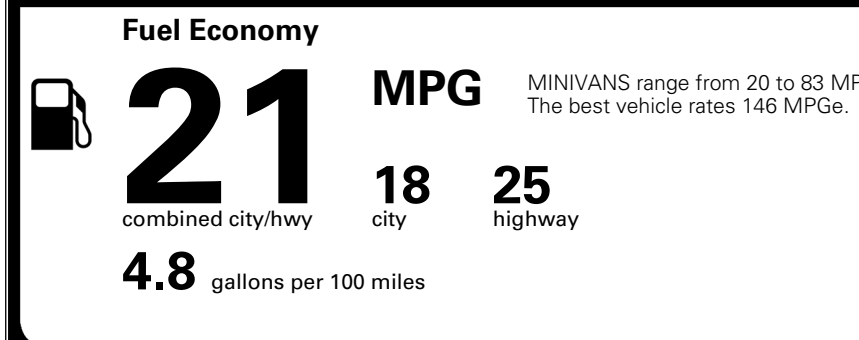 Fuel Economy
21 MPG
MINIVANS range from 20 to 83
The best vehicle rates 146 MPGe.
18 25
combined city/hwy city highway
4.8 gallons per 100 miles